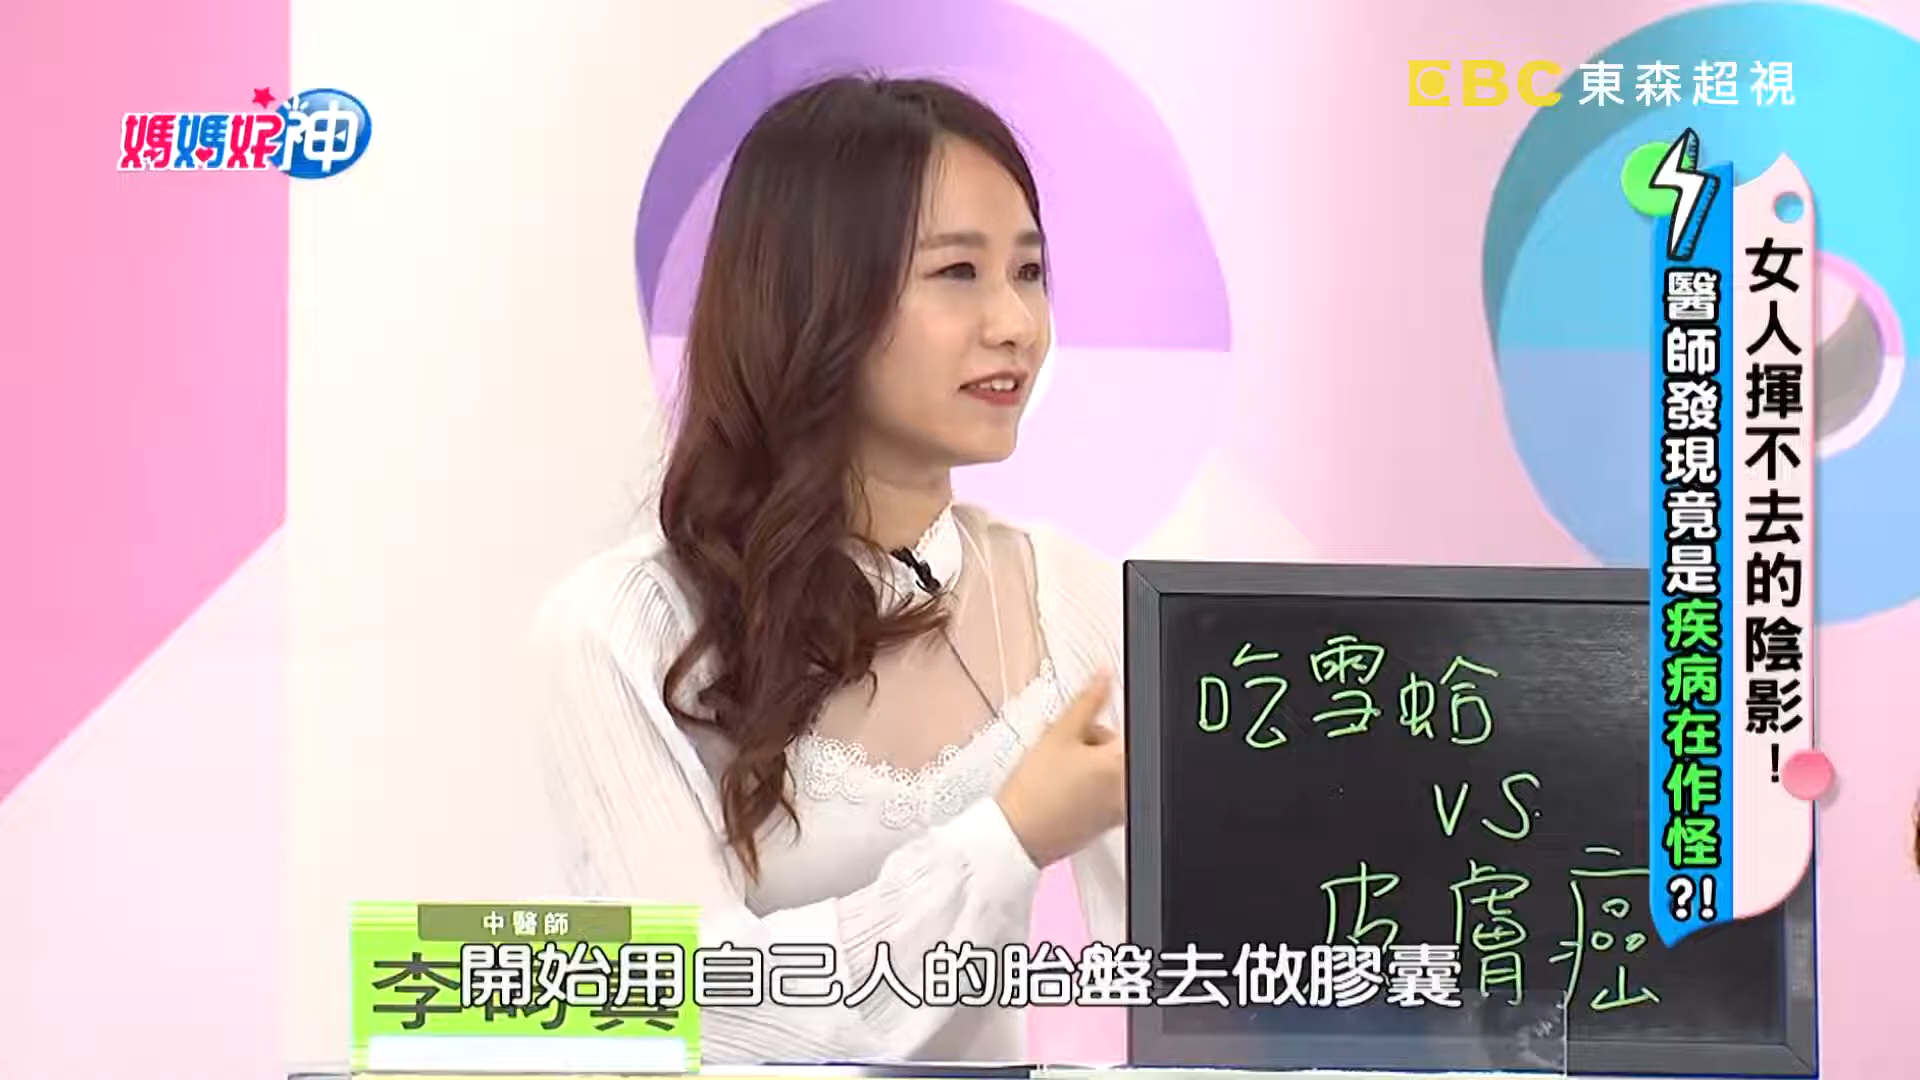 媽媽好神
EBC 東森超視
女人揮不去的陰影！
醫師發現竟是疾病在作怪?!
吃雪蛤
VS.
皮膚癌
中醫師
李
開始用自己人的胎盤去做膠囊